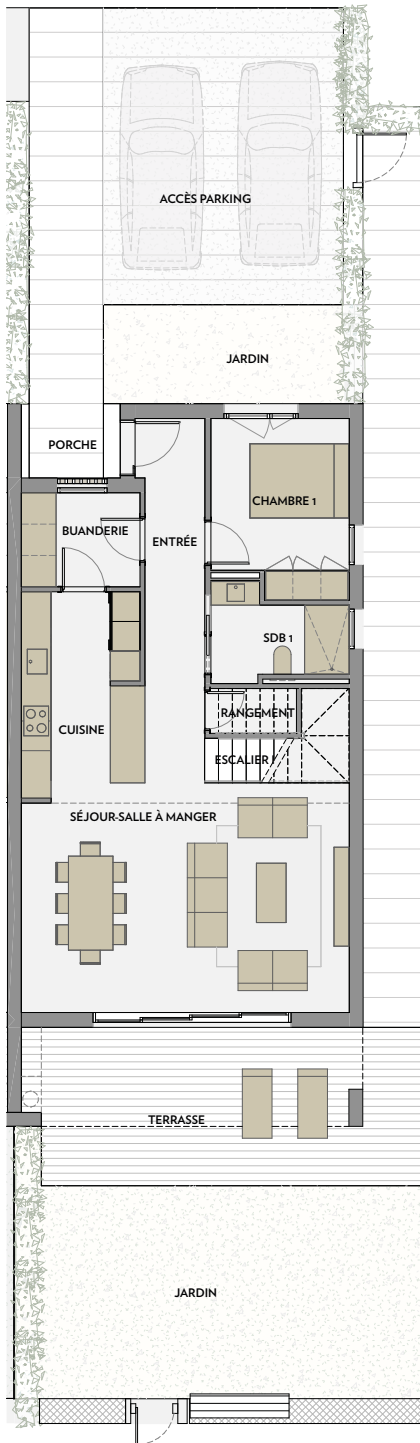 ACCÈS PARKING
JARDIN
PORCHE
CHAMBRE 1
BUANDERIE
ENTRÉE
SDB 1
RANGEMENT
CUISINE
ESCALIER
SÉJOUR-SALLE À MANGER
TERRASSE
JARDIN